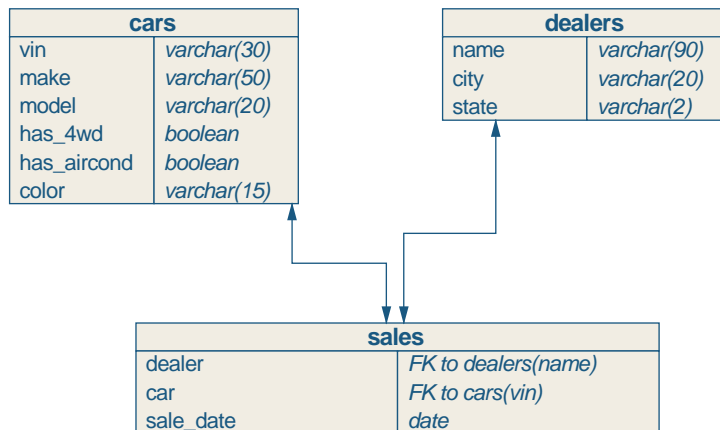 cars
vin varchar(30)
make varchar(50)
model varchar(20)
has_4wd boolean
has_aircond boolean
color varchar(15)
dealers
name varchar(90)
city varchar(20)
state varchar(2)
sales
dealer FK to dealers(name)
car FK to cars(vin)
sale_date date